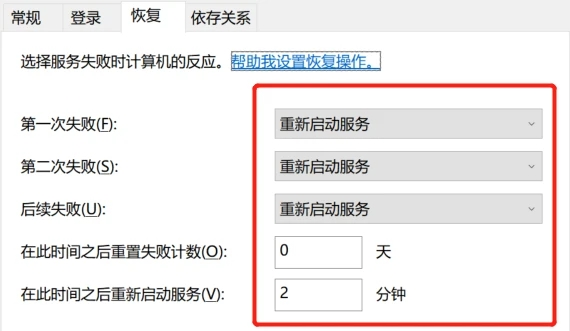 常规 登录 恢复 依存关系
选择服务失败时计算机的反应。帮助我设置恢复操作。
第一次失败(F): 重新启动服务
第二次失败(S): 重新启动服务
后续失败(U): 重新启动服务
在此时间之后重置失败计数(O): 0 天
在此时间之后重新启动服务(V): 2 分钟